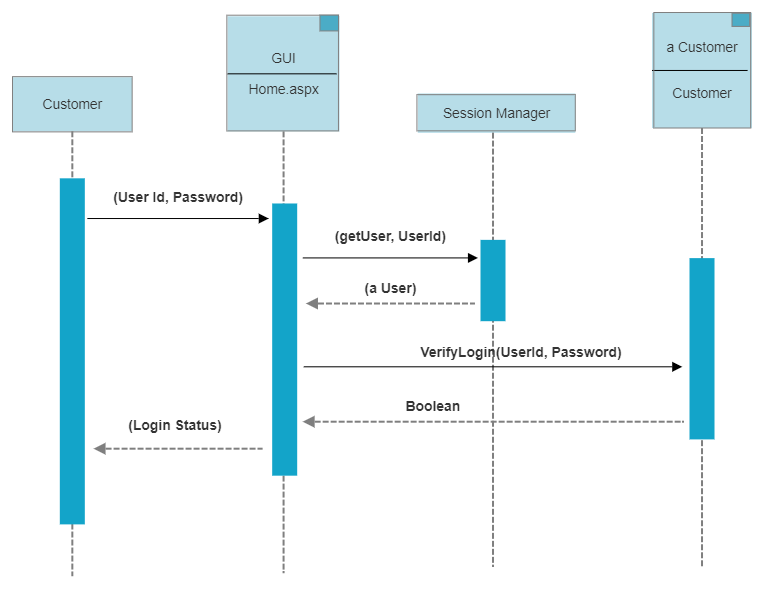 Customer
GUI
Home.aspx
Session Manager
a Customer
Customer
(User Id, Password)
(getUser, UserId)
(a User)
VerifyLogin(UserId, Password)
Boolean
(Login Status)